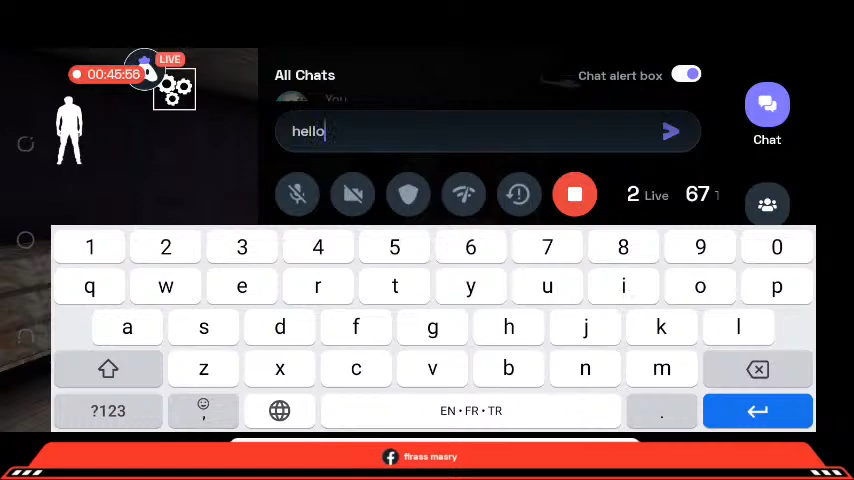 LIVE
00:45:56
All Chats
Chat alert box
You
hello
Chat
2 Live 67
1 2 3 4 5 6 7 8 9 0
q w e r t y u i o p
a s d f g h j k l
z x c v b n m
?123 , EN • FR • TR .
firass masry